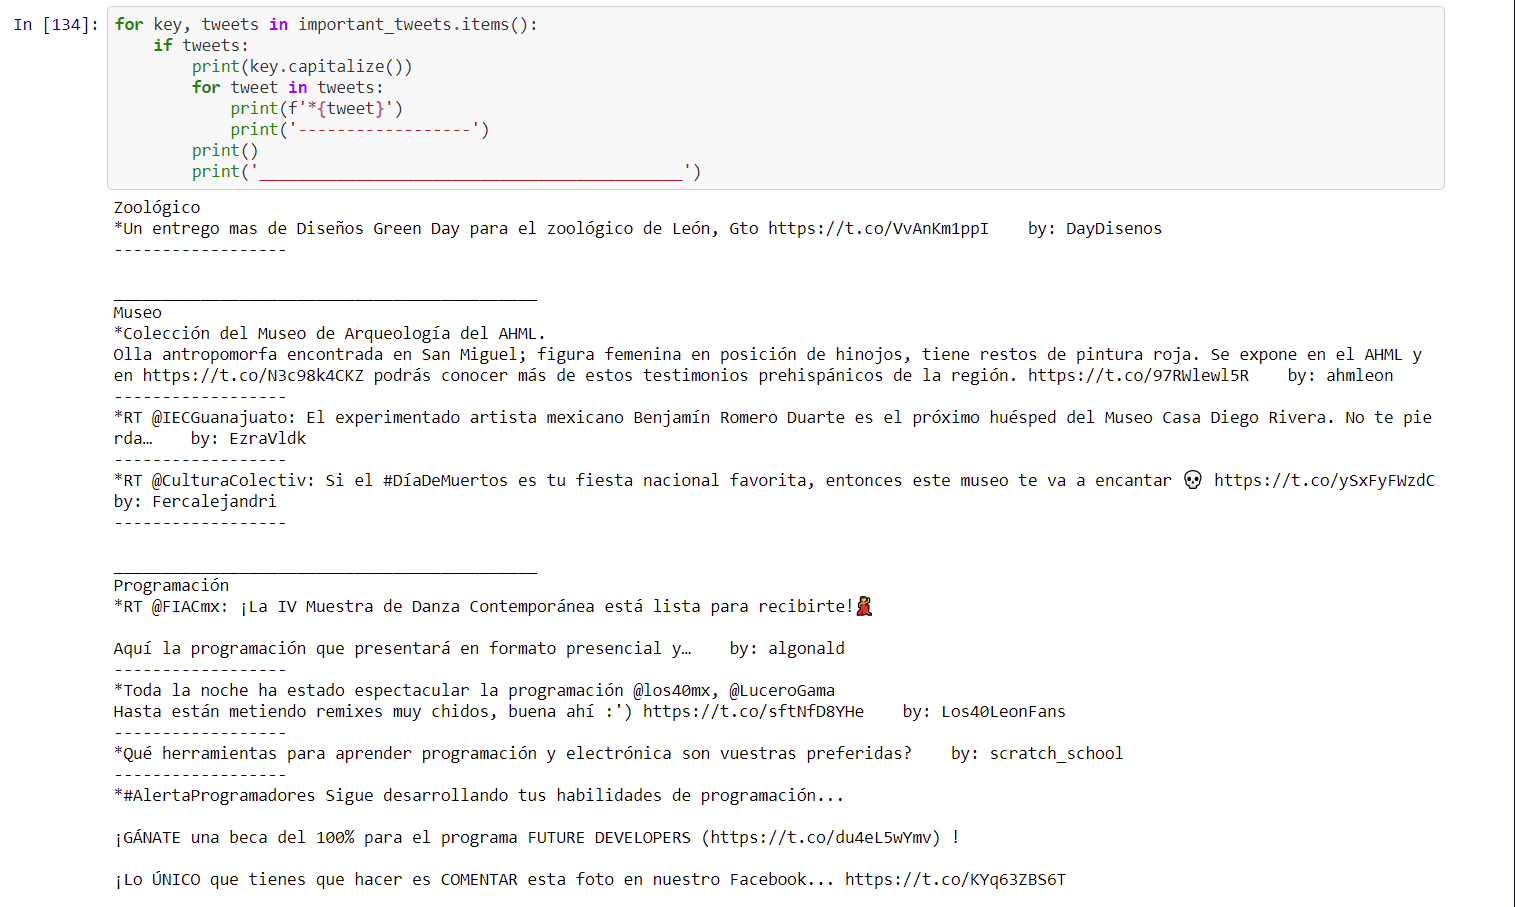 In [134]: for key, tweets in important_tweets.items():
if tweets:
print(key.capitalize())
for tweet in tweets:
print(f'*{tweet}')
print('------------------')
print()
print('____________________________________________')
Zoológico
*Un entrego mas de Diseños Green Day para el zoológico de León, Gto https://t.co/VvAnKm1ppI by: DayDisenos
------------------
____________________________________________
Museo
*Colección del Museo de Arqueología del AHML.
Olla antropomorfa encontrada en San Miguel; figura femenina en posición de hinojos, tiene restos de pintura roja. Se expone en el AHML y
en https://t.co/N3c98k4CKZ podrás conocer más de estos testimonios prehispánicos de la región. https://t.co/97RWlewl5R by: ahmleon
------------------
*RT @IECGuanajuato: El experimentado artista mexicano Benjamín Romero Duarte es el próximo huésped del Museo Casa Diego Rivera. No te pie
rda… by: EzraVldk
------------------
*RT @CulturaColectiv: Si el #DíaDeMuertos es tu fiesta nacional favorita, entonces este museo te va a encantar 💀 https://t.co/ySxFyFWzdC
by: Fercalejandri
------------------
____________________________________________
Programación
*RT @FIACmx: ¡La IV Muestra de Danza Contemporánea está lista para recibirte!💃
Aquí la programación que presentará en formato presencial y… by: algonald
------------------
*Toda la noche ha estado espectacular la programación @los40mx, @LuceroGama
Hasta están metiendo remixes muy chidos, buena ahí :') https://t.co/sftNfD8YHe by: Los40LeonFans
------------------
*Qué herramientas para aprender programación y electrónica son vuestras preferidas? by: scratch_school
------------------
*#AlertaProgramadores Sigue desarrollando tus habilidades de programación...
¡GÁNATE una beca del 100% para el programa FUTURE DEVELOPERS (https://t.co/du4eL5wYmv) !
¡Lo ÚNICO que tienes que hacer es COMENTAR esta foto en nuestro Facebook... https://t.co/KYq63ZBS6T